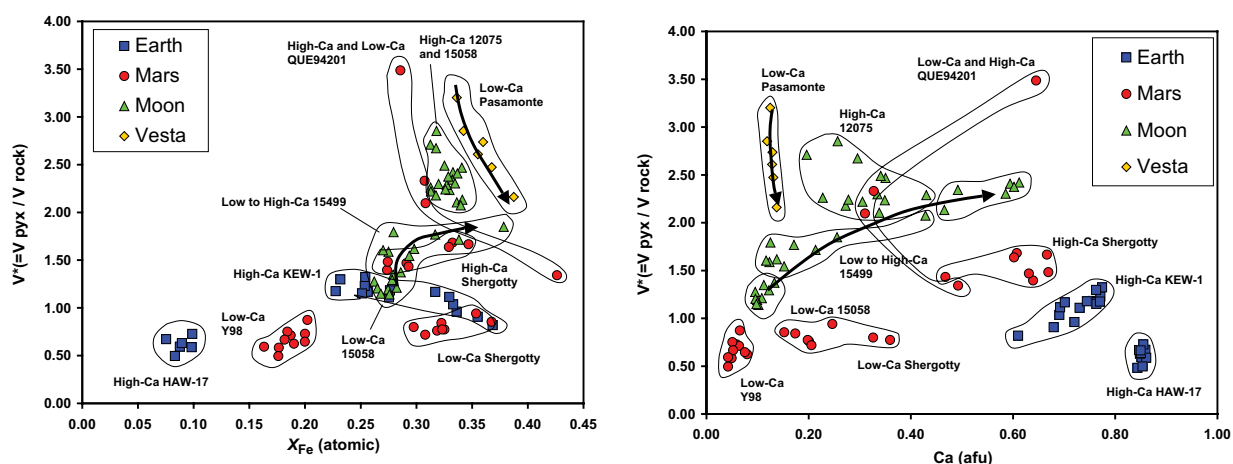 4.00
3.50
3.00
2.50
2.00
1.50
1.00
0.50
0.00
V*(=V pyx / V rock)
Earth
Mars
Moon
Vesta
High-Ca and Low-Ca
QUE94201
High-Ca 12075
and 15058
Low-Ca
Pasamonte
Low to High-Ca 15499
High-Ca KEW-1
High-Ca
Shergotty
Low-Ca
Y98
Low-Ca
15058
Low-Ca Shergotty
High-Ca HAW-17
0.00 0.05 0.10 0.15 0.20 0.25 0.30 0.35 0.40 0.45
XFe (atomic)
4.00
3.50
3.00
2.50
2.00
1.50
1.00
0.50
0.00
V*(=V pyx / V rock)
Low-Ca
Pasamonte
Low-Ca and High-Ca
QUE94201
High-Ca
12075
Earth
Mars
Moon
Vesta
Low to High-Ca
15499
High-Ca Shergotty
High-Ca KEW-1
Low-Ca 15058
Low-Ca Shergotty
Low-Ca
Y98
High-Ca HAW-17
0.00 0.20 0.40 0.60 0.80 1.00
Ca (afu)